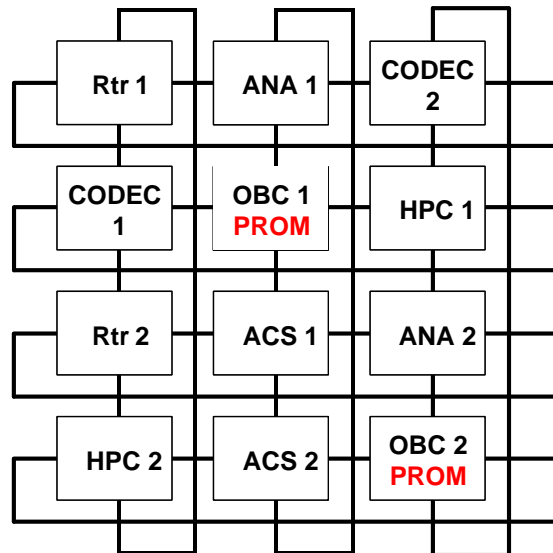 Rtr 1
ANA 1
CODEC
2
CODEC
1
OBC 1
PROM
HPC 1
Rtr 2
ACS 1
ANA 2
HPC 2
ACS 2
OBC 2
PROM